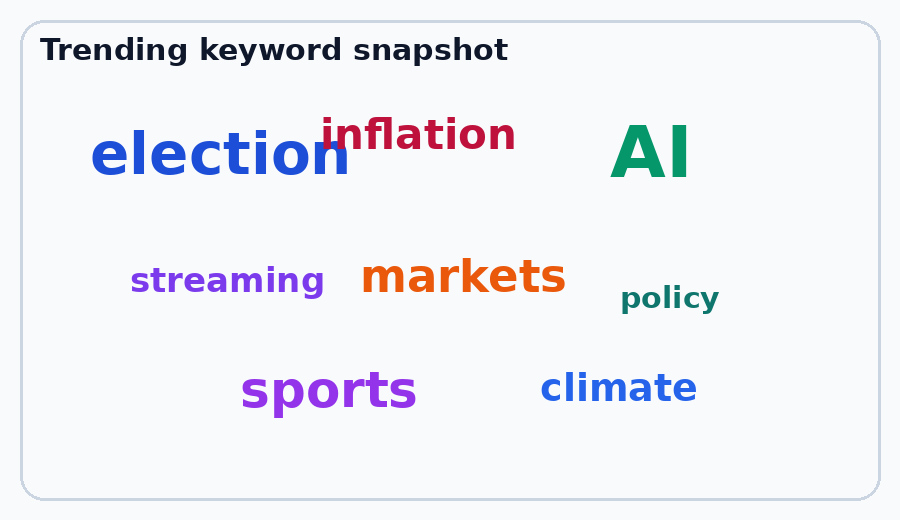 Trending keyword snapshot
election
inflation
AI
streaming
markets
policy
sports
climate